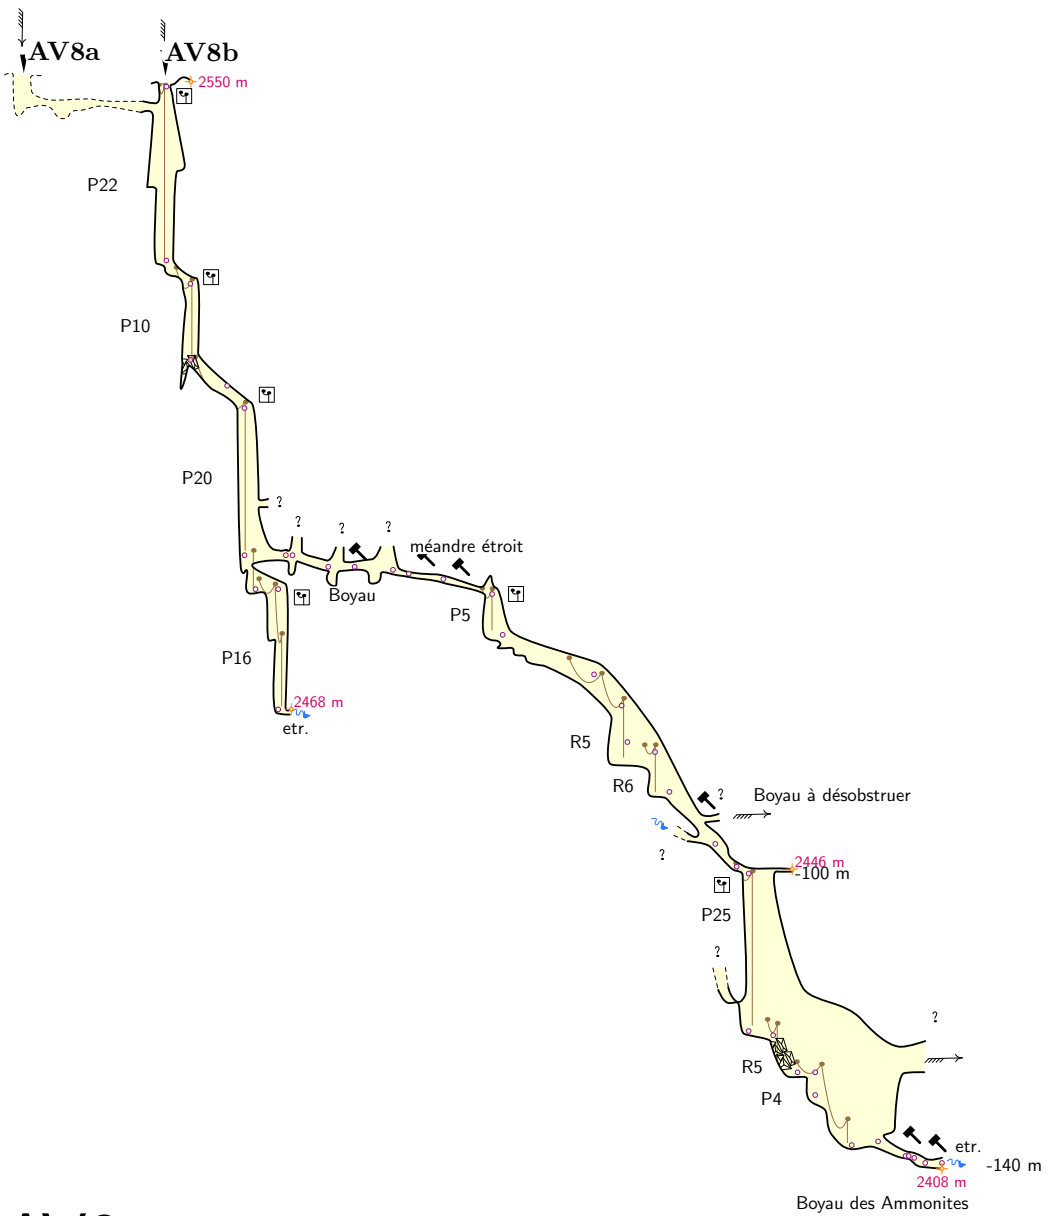 AV8a
AV8b
2550 m
P22
P10
P20
?
?
?
?
méandre étroit
Boyau
P5
P16
2468 m
etr.
R5
R6
?
Boyau à désobstruer
?
2446 m
-100 m
P25
?
?
R5
P4
etr.
-140 m
2408 m
Boyau des Ammonites